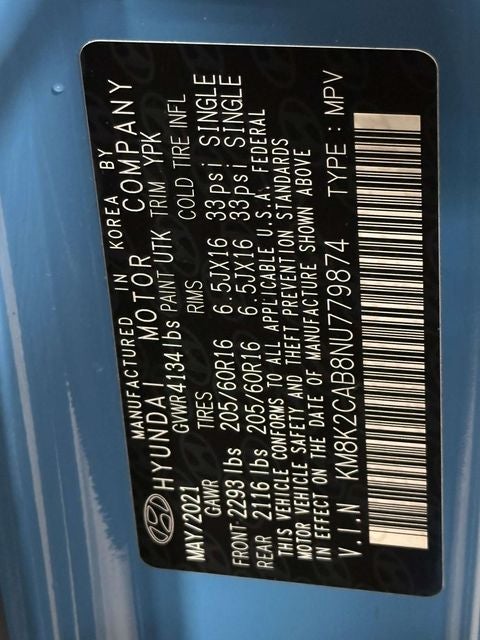 MANUFACTURED IN KOREA BY
HYUNDAI MOTOR COMPANY
MAY/2021 GVWR 4134 lbs PAINT UTK TRIM YPK
GAWR TIRES RIMS COLD TIRE INFL
FRONT 2293 lbs 205/60R16 6.5JX16 33psi SINGLE
REAR 2116 lbs 205/60R16 6.5JX16 33psi SINGLE
THIS VEHICLE CONFORMS TO ALL APPLICABLE U.S.A. FEDERAL
MOTOR VEHICLE SAFETY AND THEFT PREVENTION STANDARDS
IN EFFECT ON THE DATE OF MANUFACTURE SHOWN ABOVE
V.I.N KM8K2CAB8NU779874 TYPE : MPV